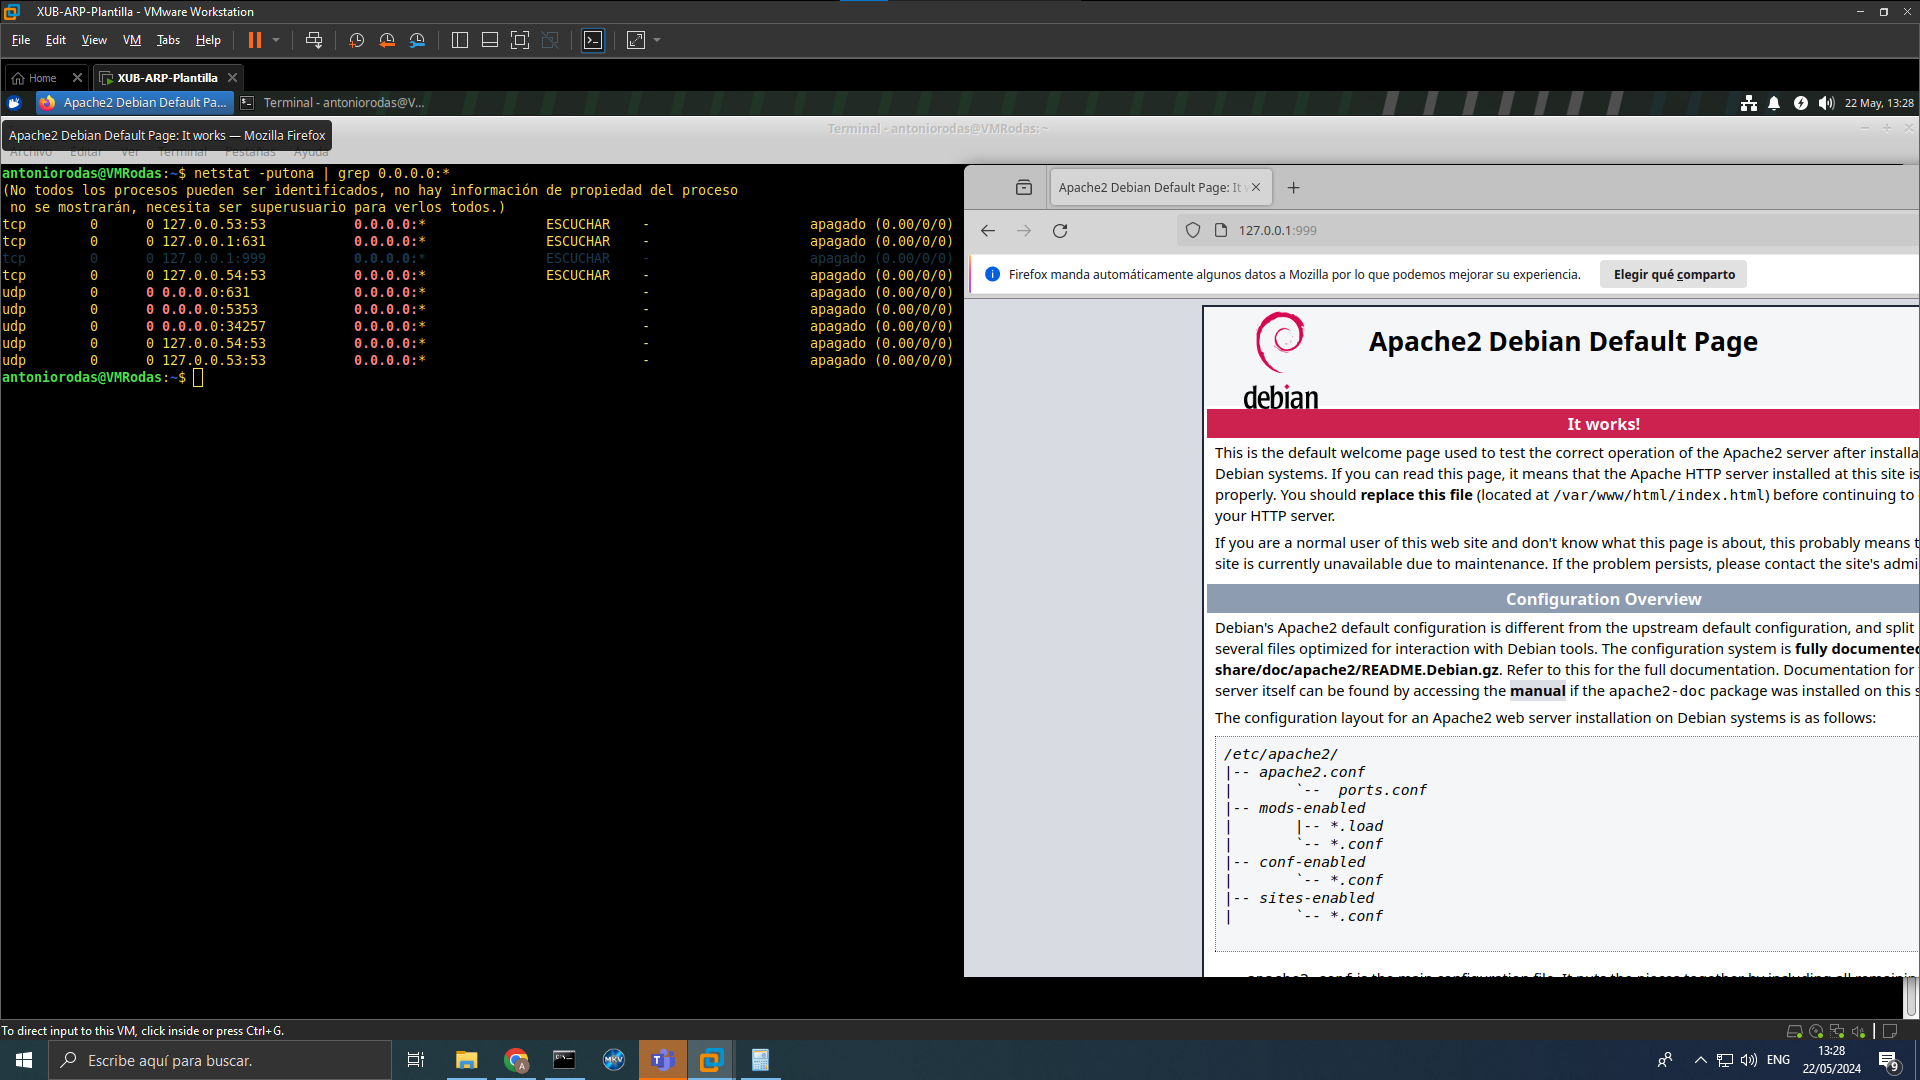 XUB-ARP-Plantilla - VMware Workstation
File Edit View VM Tabs Help
Home
XUB-ARP-Plantilla
Apache2 Debian Default Pa...
Terminal - antoniorodas@V...
22 May, 13:28
Apache2 Debian Default Page: It works — Mozilla Firefox
Terminal - antoniorodas@VMRodas: ~
Archivo Editar Ver Terminal Pestañas Ayuda
antoniorodas@VMRodas:~$ netstat -putona | grep 0.0.0.0:*
(No todos los procesos pueden ser identificados, no hay información de propiedad del proceso
no se mostrarán, necesita ser superusuario para verlos todos.)
tcp 0 0 127.0.0.53:53 0.0.0.0:* ESCUCHAR - apagado (0.00/0/0)
tcp 0 0 127.0.0.1:631 0.0.0.0:* ESCUCHAR - apagado (0.00/0/0)
tcp 0 0 127.0.0.1:999 0.0.0.0:* ESCUCHAR - apagado (0.00/0/0)
tcp 0 0 127.0.0.54:53 0.0.0.0:* ESCUCHAR - apagado (0.00/0/0)
udp 0 0 0.0.0.0:631 0.0.0.0:* - apagado (0.00/0/0)
udp 0 0 0.0.0.0:5353 0.0.0.0:* - apagado (0.00/0/0)
udp 0 0 0.0.0.0:34257 0.0.0.0:* - apagado (0.00/0/0)
udp 0 0 127.0.0.54:53 0.0.0.0:* - apagado (0.00/0/0)
udp 0 0 127.0.0.53:53 0.0.0.0:* - apagado (0.00/0/0)
antoniorodas@VMRodas:~$
Apache2 Debian Default Page: It
127.0.0.1:999
Firefox manda automáticamente algunos datos a Mozilla por lo que podemos mejorar su experiencia.
Elegir qué comparto
debian
Apache2 Debian Default Page
It works!
This is the default welcome page used to test the correct operation of the Apache2 server after installa
Debian systems. If you can read this page, it means that the Apache HTTP server installed at this site is
properly. You should replace this file (located at /var/www/html/index.html) before continuing to
your HTTP server.
If you are a normal user of this web site and don't know what this page is about, this probably means t
site is currently unavailable due to maintenance. If the problem persists, please contact the site's admi
Configuration Overview
Debian's Apache2 default configuration is different from the upstream default configuration, and split
several files optimized for interaction with Debian tools. The configuration system is fully documented
share/doc/apache2/README.Debian.gz. Refer to this for the full documentation. Documentation for
server itself can be found by accessing the manual if the apache2-doc package was installed on this s
The configuration layout for an Apache2 web server installation on Debian systems is as follows:
/etc/apache2/
|-- apache2.conf
|       `--  ports.conf
|-- mods-enabled
|       |-- *.load
|       `-- *.conf
|-- conf-enabled
|       `-- *.conf
|-- sites-enabled
|       `-- *.conf
apache2.conf is the main configuration file. It puts the pieces together by including all remainin
To direct input to this VM, click inside or press Ctrl+G.
Escribe aquí para buscar.
MKV
ENG
13:28
22/05/2024
9